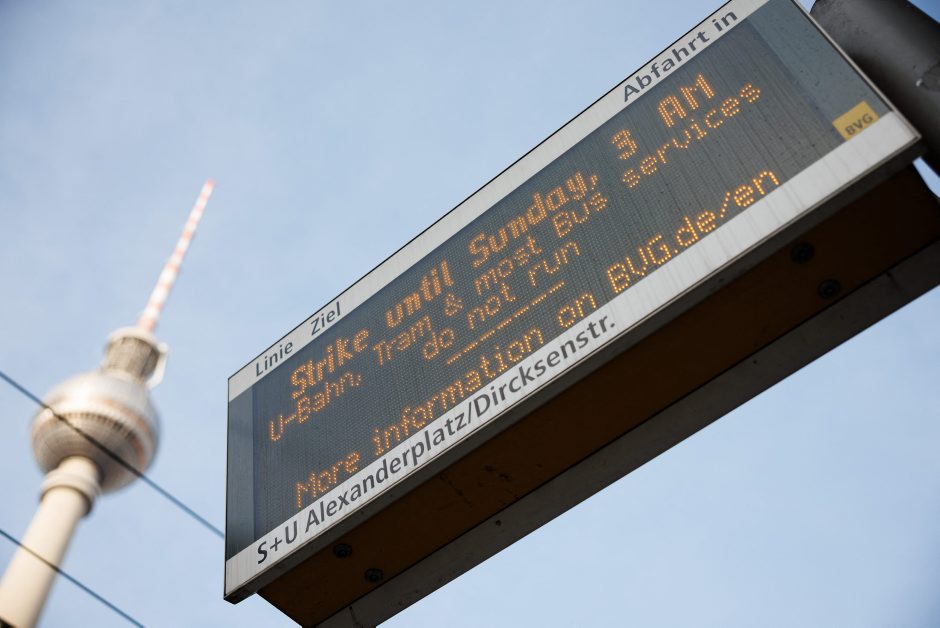 Linie Ziel Abfahrt in
Strike until Sunday, 3 AM
U-Bahn, Tram & most Bus services
do not run
----------
More information on BVG.de/en
BVG
S+U Alexanderplatz/Dircksenstr.